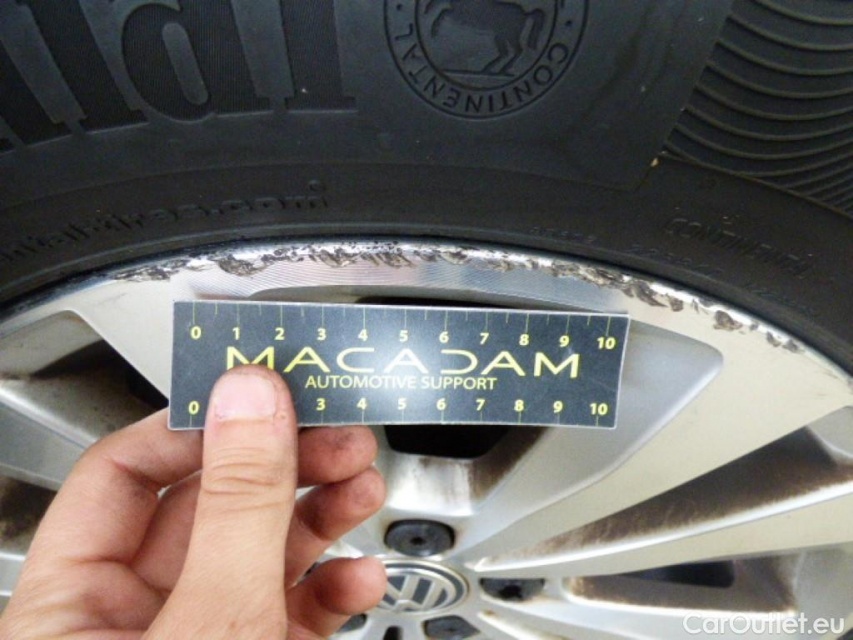 CONTINENTAL
0 1 2 3 4 5 6 7 8 9 10
MACADAM
AUTOMOTIVE SUPPORT
0 3 4 5 6 7 8 9 10
CarOutlet.eu